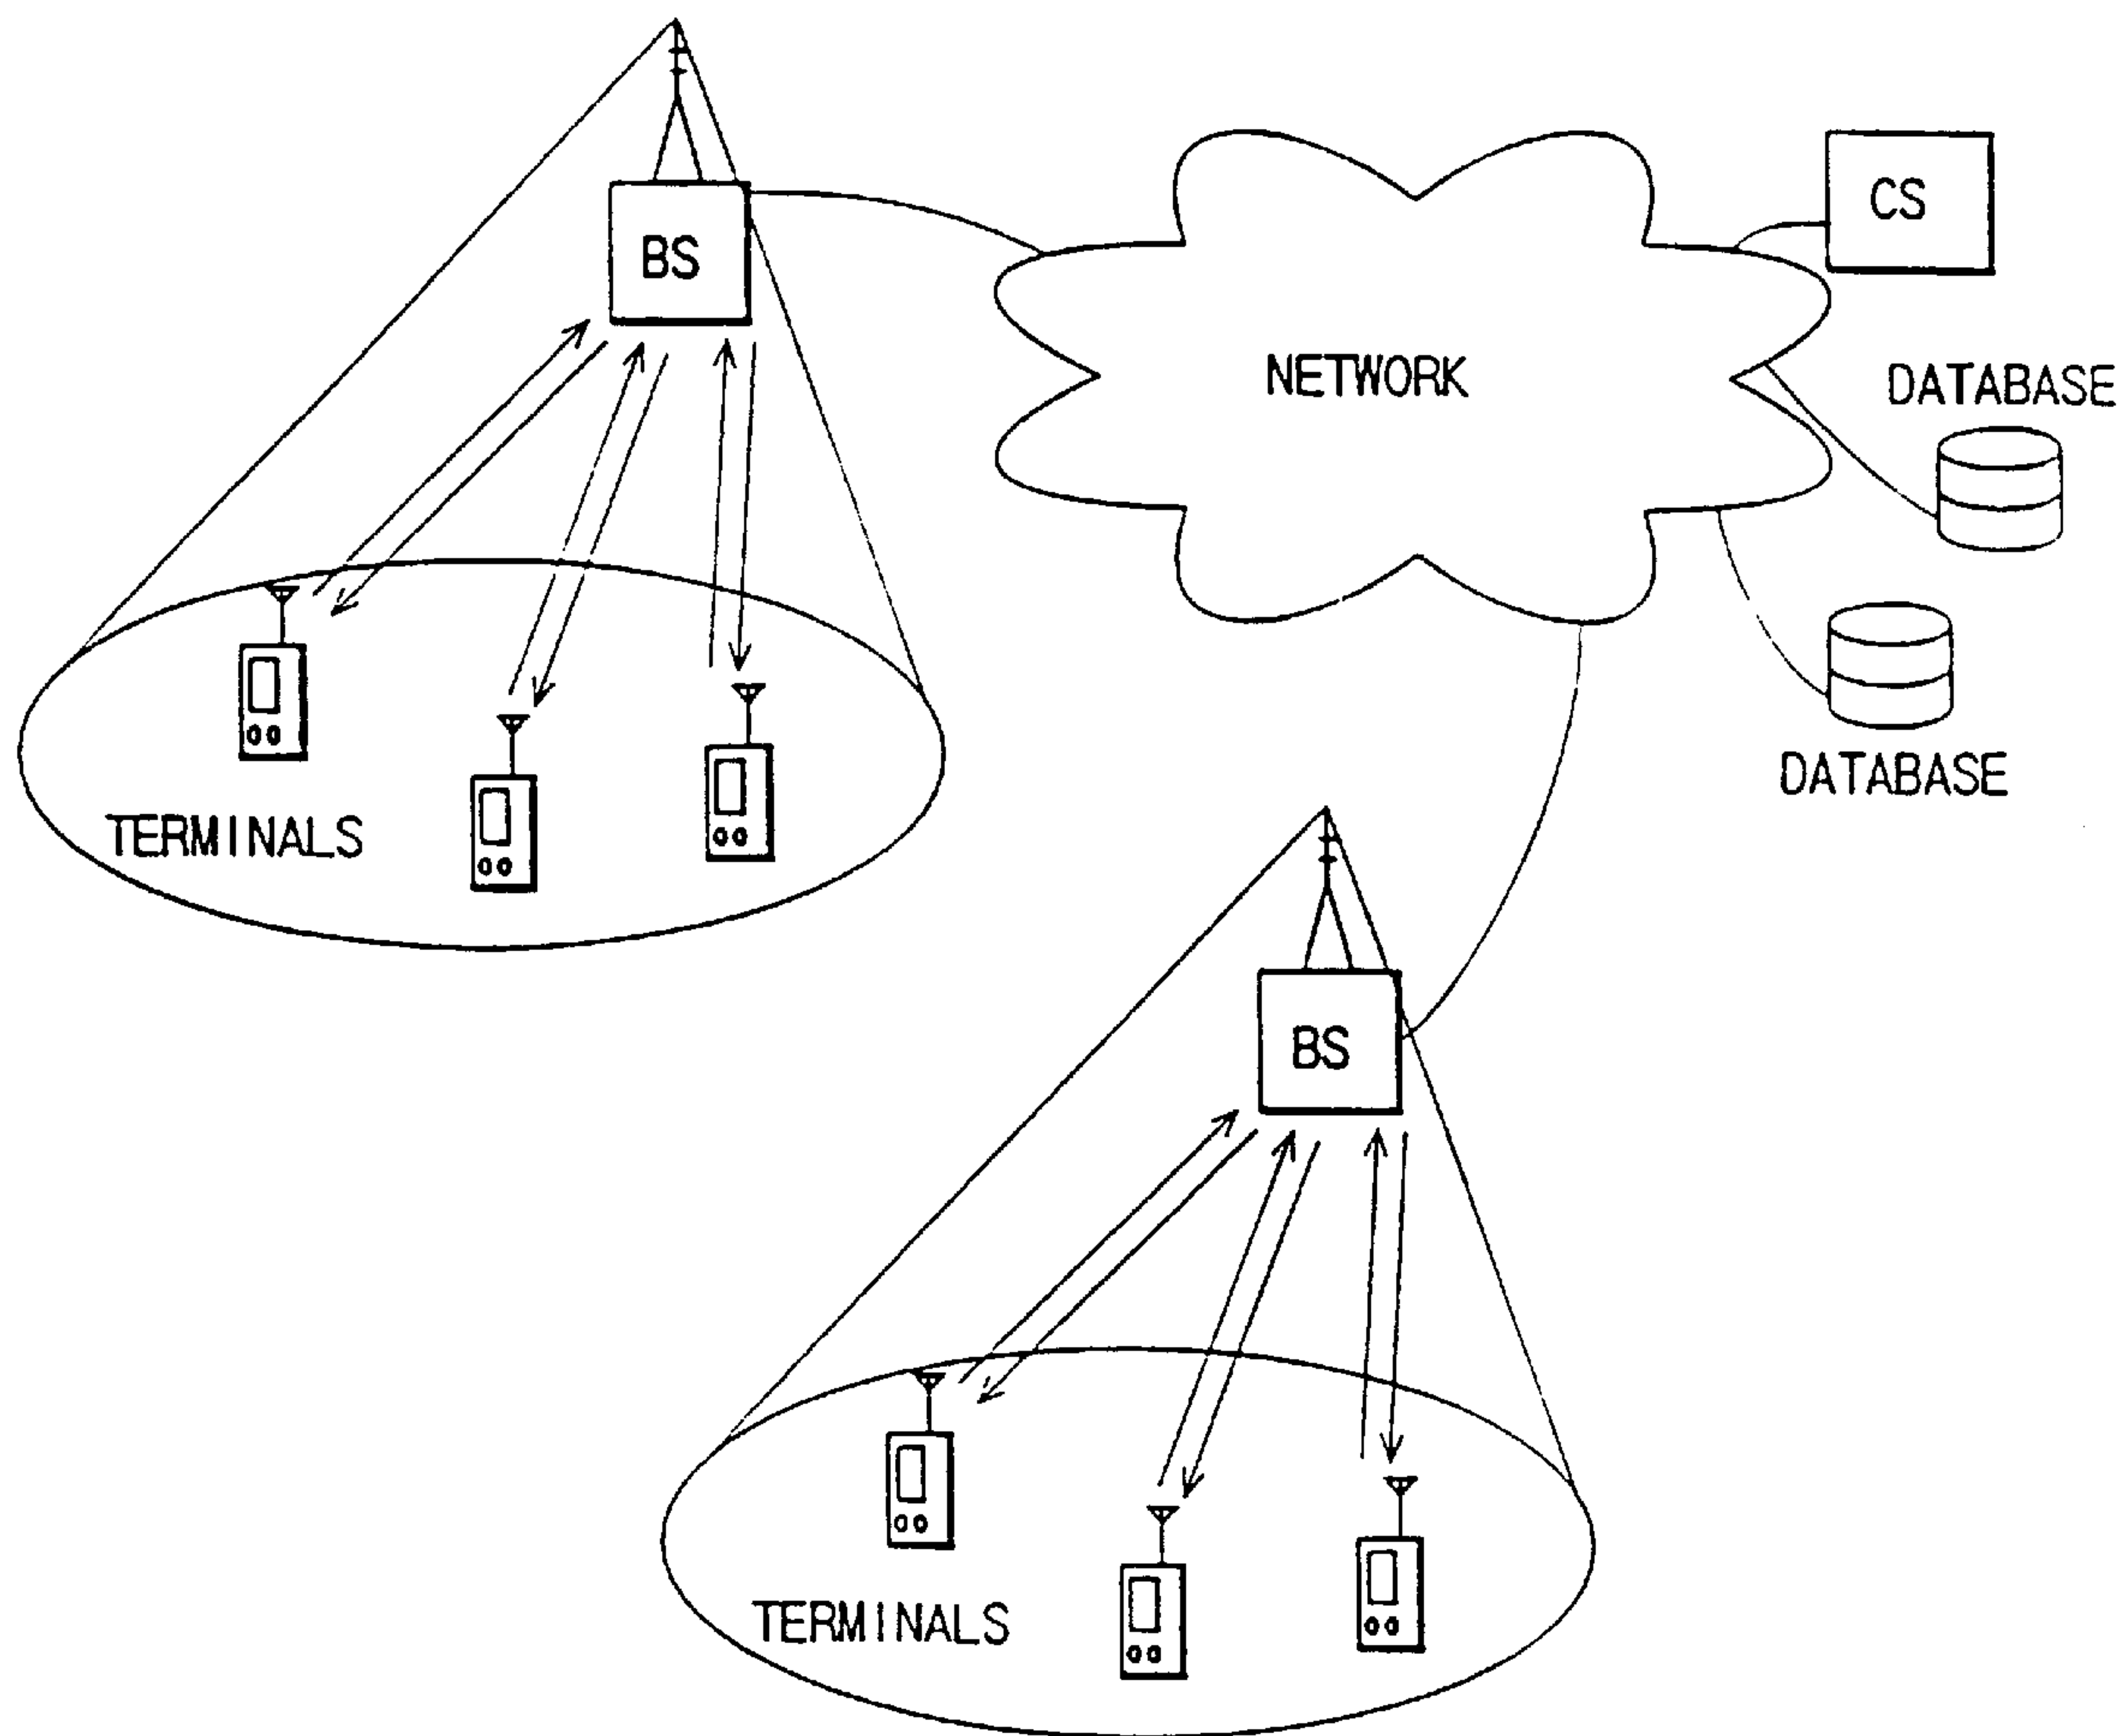 BS
CS
NETWORK
DATABASE
DATABASE
TERMINALS
BS
TERMINALS